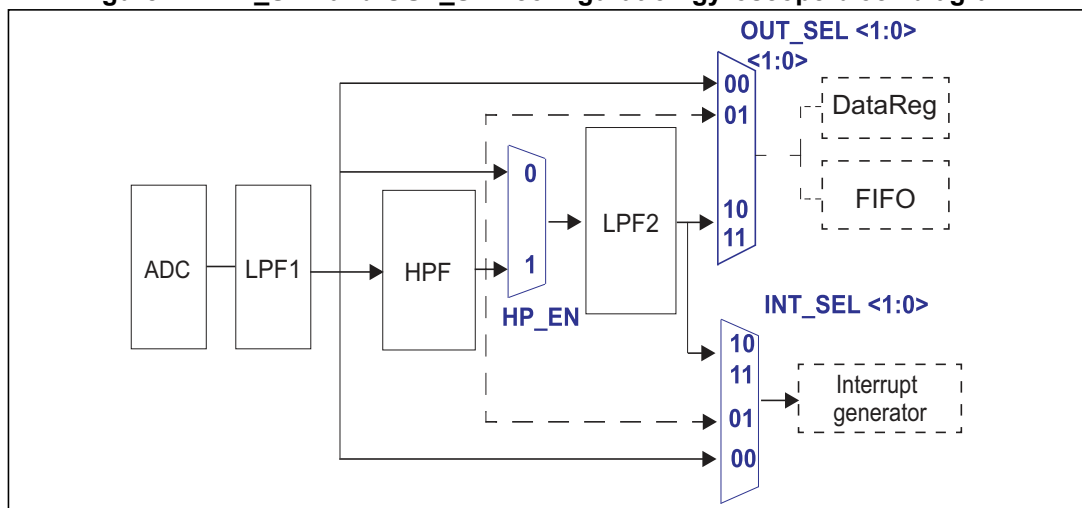 OUT_SEL <1:0>
<1:0>
00
01
10
11
DataReg
FIFO
0
1
HP_EN
ADC
LPF1
HPF
LPF2
INT_SEL <1:0>
10
11
01
00
Interrupt
generator